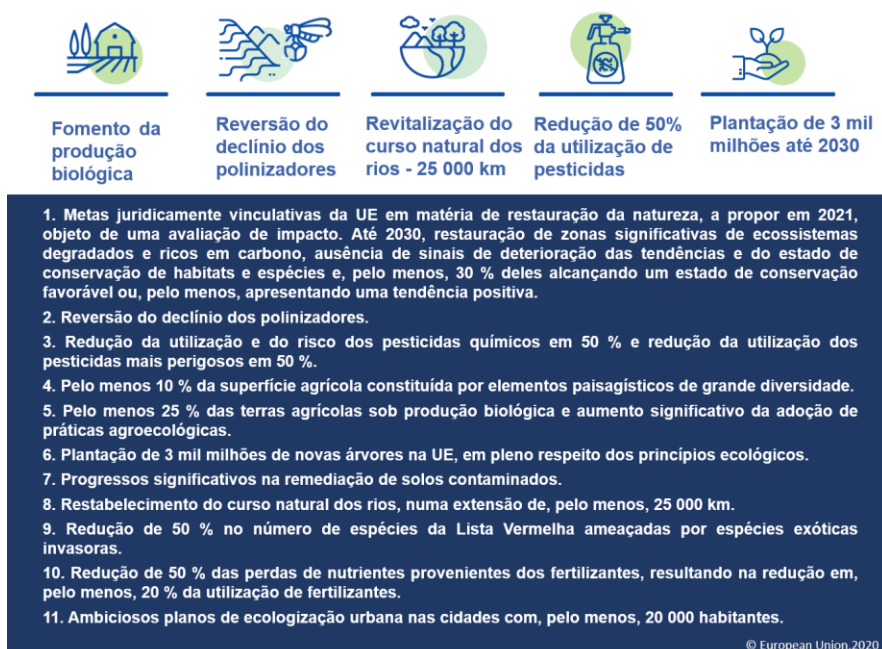 Fomento da
produção
biológica
Reversão do
declínio dos
polinizadores
Revitalização do
curso natural dos
rios - 25 000 km
Redução de 50%
da utilização de
pesticidas
Plantação de 3 mil
milhões até 2030
1. Metas juridicamente vinculativas da UE em matéria de restauração da natureza, a propor em 2021,
objeto de uma avaliação de impacto. Até 2030, restauração de zonas significativas de ecossistemas
degradados e ricos em carbono, ausência de sinais de deterioração das tendências e do estado de
conservação de habitats e espécies e, pelo menos, 30 % deles alcançando um estado de conservação
favorável ou, pelo menos, apresentando uma tendência positiva.
2. Reversão do declínio dos polinizadores.
3. Redução da utilização e do risco dos pesticidas químicos em 50 % e redução da utilização dos
pesticidas mais perigosos em 50 %.
4. Pelo menos 10 % da superfície agrícola constituída por elementos paisagísticos de grande diversidade.
5. Pelo menos 25 % das terras agrícolas sob produção biológica e aumento significativo da adoção de
práticas agroecológicas.
6. Plantação de 3 mil milhões de novas árvores na UE, em pleno respeito dos princípios ecológicos.
7. Progressos significativos na remediação de solos contaminados.
8. Restabelecimento do curso natural dos rios, numa extensão de, pelo menos, 25 000 km.
9. Redução de 50 % no número de espécies da Lista Vermelha ameaçadas por espécies exóticas
invasoras.
10. Redução de 50 % das perdas de nutrientes provenientes dos fertilizantes, resultando na redução em,
pelo menos, 20 % da utilização de fertilizantes.
11. Ambiciosos planos de ecologização urbana nas cidades com, pelo menos, 20 000 habitantes.
© European Union,2020